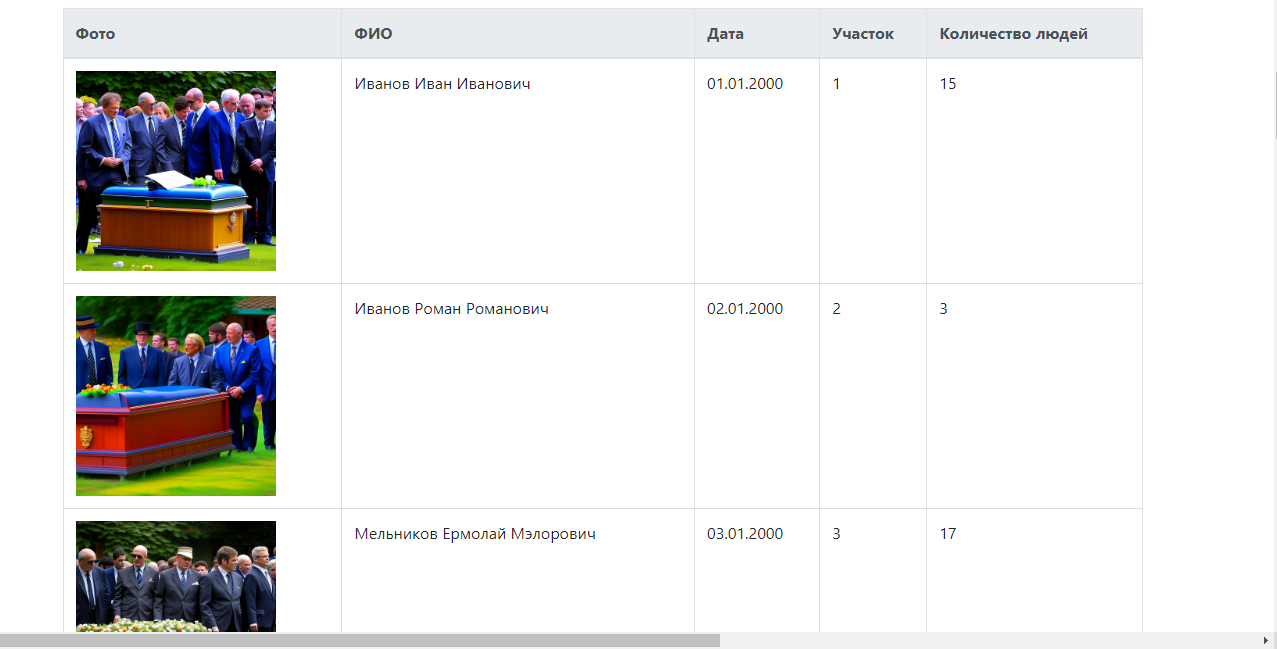 Фото ФИО Дата Участок Количество людей
Иванов Иван Иванович 01.01.2000 1 15
Иванов Роман Романович 02.01.2000 2 3
Мельников Ермолай Мэлорович 03.01.2000 3 17